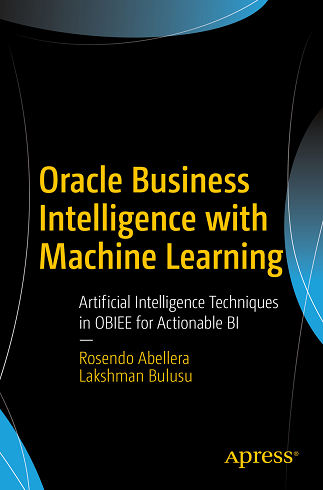 Oracle Business
Intelligence with
Machine Learning
Artificial Intelligence Techniques
in OBIEE for Actionable BI
—
Rosendo Abellera
Lakshman Bulusu
Apress®